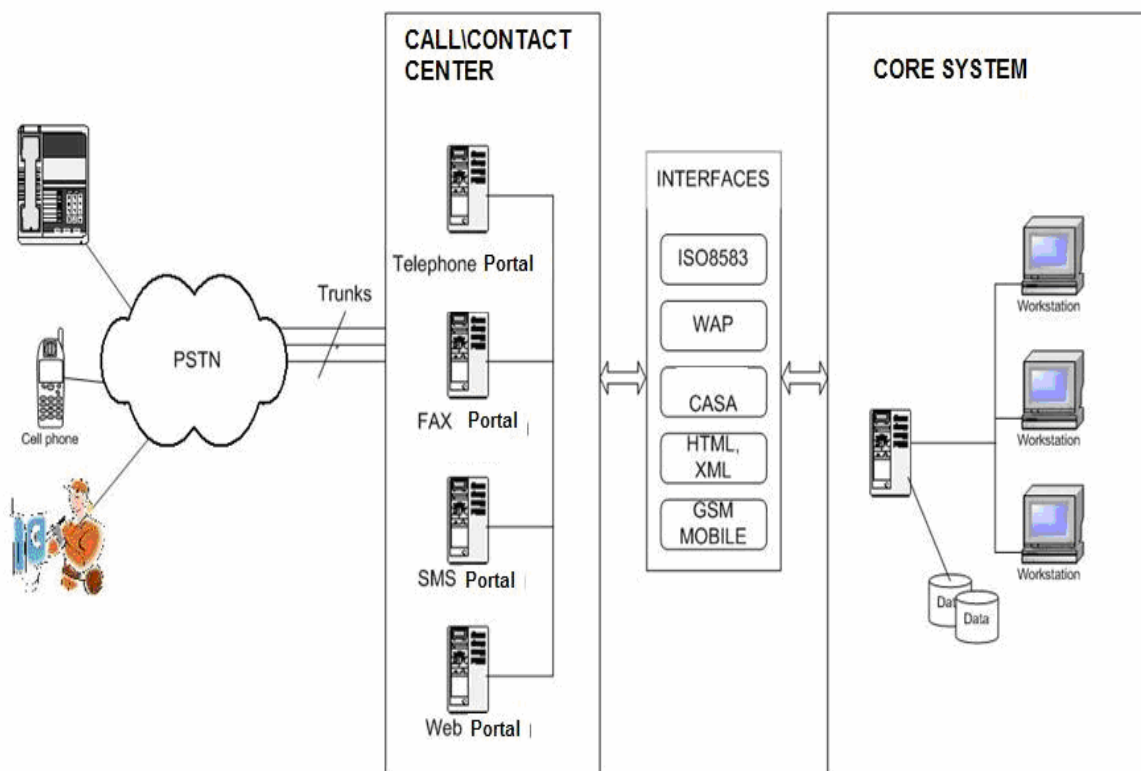 CALL\CONTACT
CENTER
CORE SYSTEM
INTERFACES
Telephone Portal
ISO8583
Trunks
Workstation
WAP
PSTN
CASA
FAX Portal
Cell phone
HTML,
XML
Workstation
GSM
MOBILE
SMS Portal
Workstation
Data
Web Portal